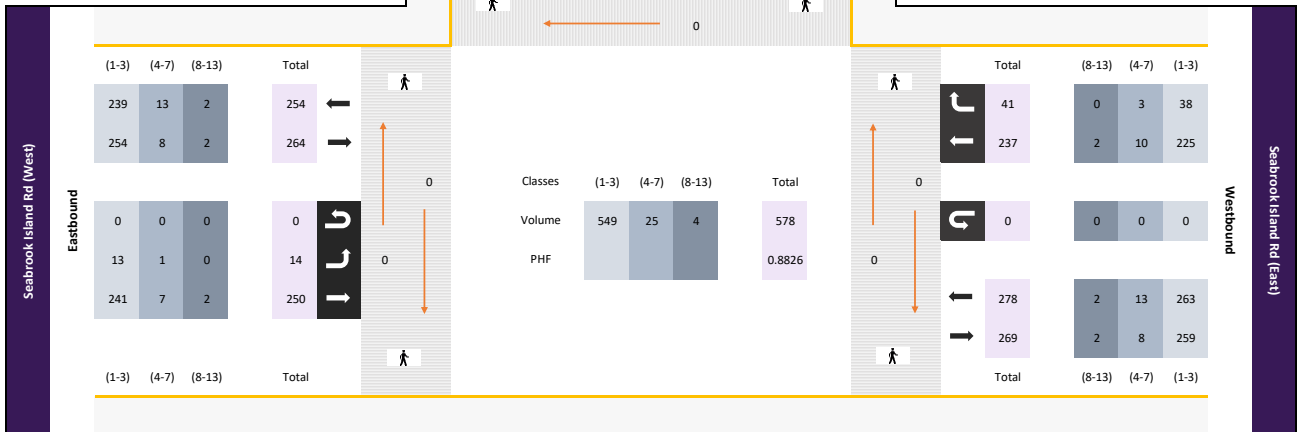 0
(1-3) (4-7) (8-13) Total
239 13 2 254
254 8 2 264
0 0 0 0
13 1 0 14
241 7 2 250
(1-3) (4-7) (8-13) Total
Seabrook Island Rd (West)
Eastbound
0
0
Classes (1-3) (4-7) (8-13) Total
Volume 549 25 4 578
PHF 0.8826
0
0
Total (8-13) (4-7) (1-3)
41 0 3 38
237 2 10 225
0 0 0 0
278 2 13 263
269 2 8 259
Total (8-13) (4-7) (1-3)
Westbound
Seabrook Island Rd (East)